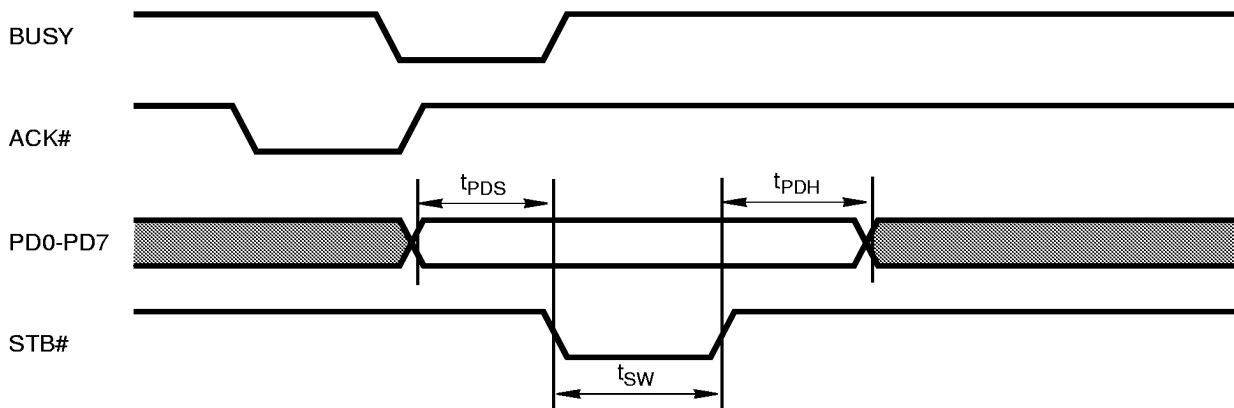 BUSY
ACK#
tPDS
tPDH
PD0-PD7
STB#
tSW